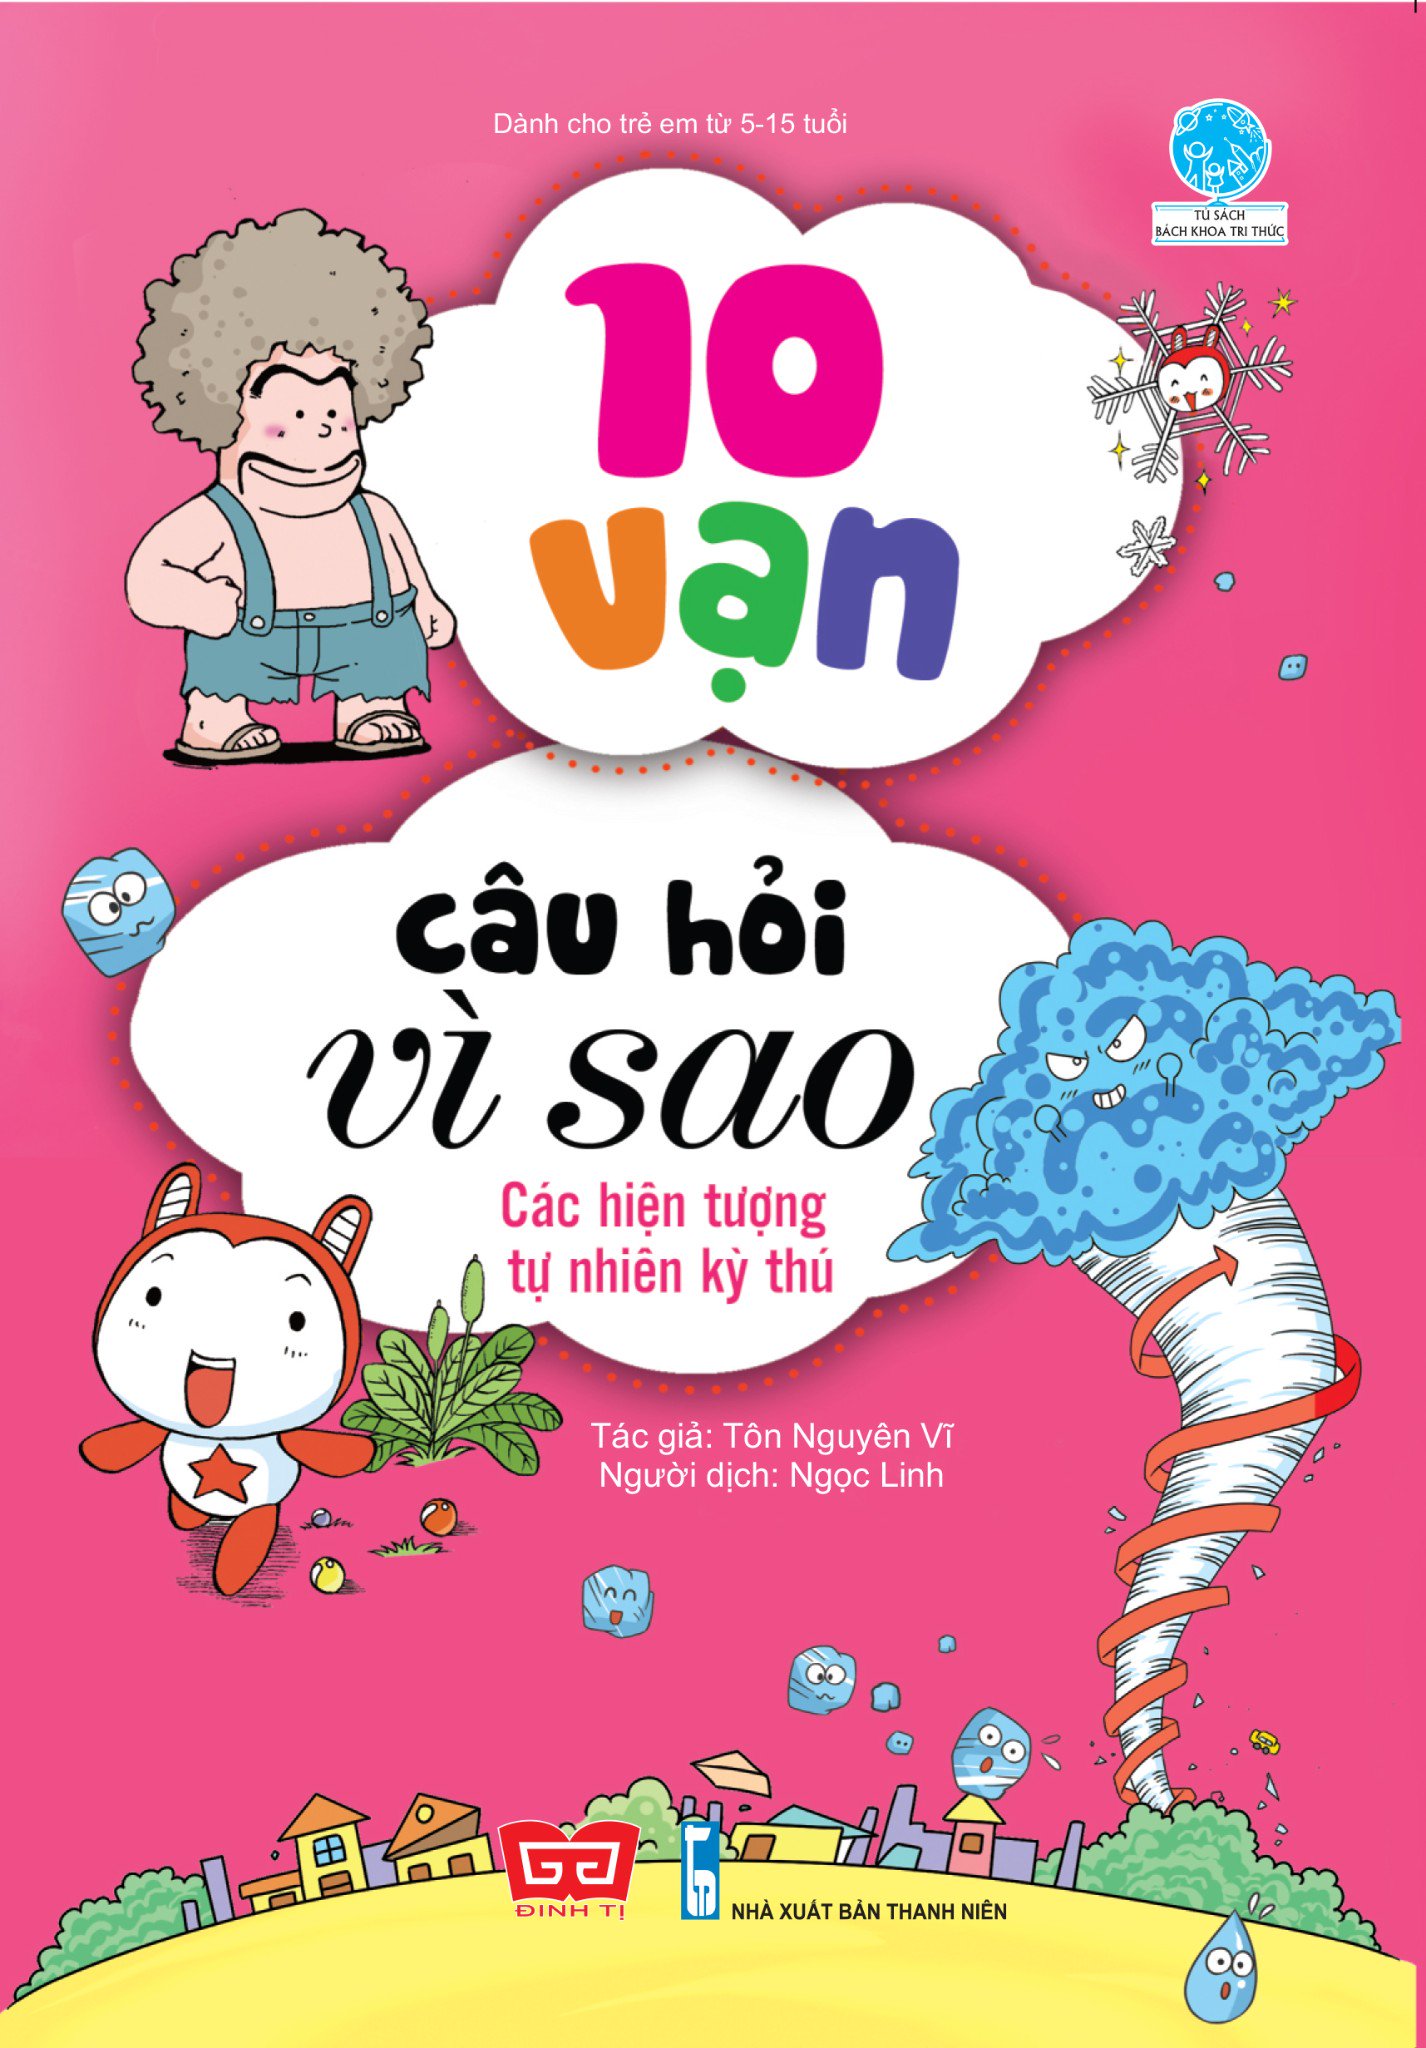 Dành cho trẻ em từ 5-15 tuổi
TỦ SÁCH
BÁCH KHOA TRI THỨC
10
vạn
câu hỏi
vì sao
Các hiện tượng
tự nhiên kỳ thú
Tác giả: Tôn Nguyên Vĩ
Người dịch: Ngọc Linh
ĐINH TỊ
NHÀ XUẤT BẢN THANH NIÊN